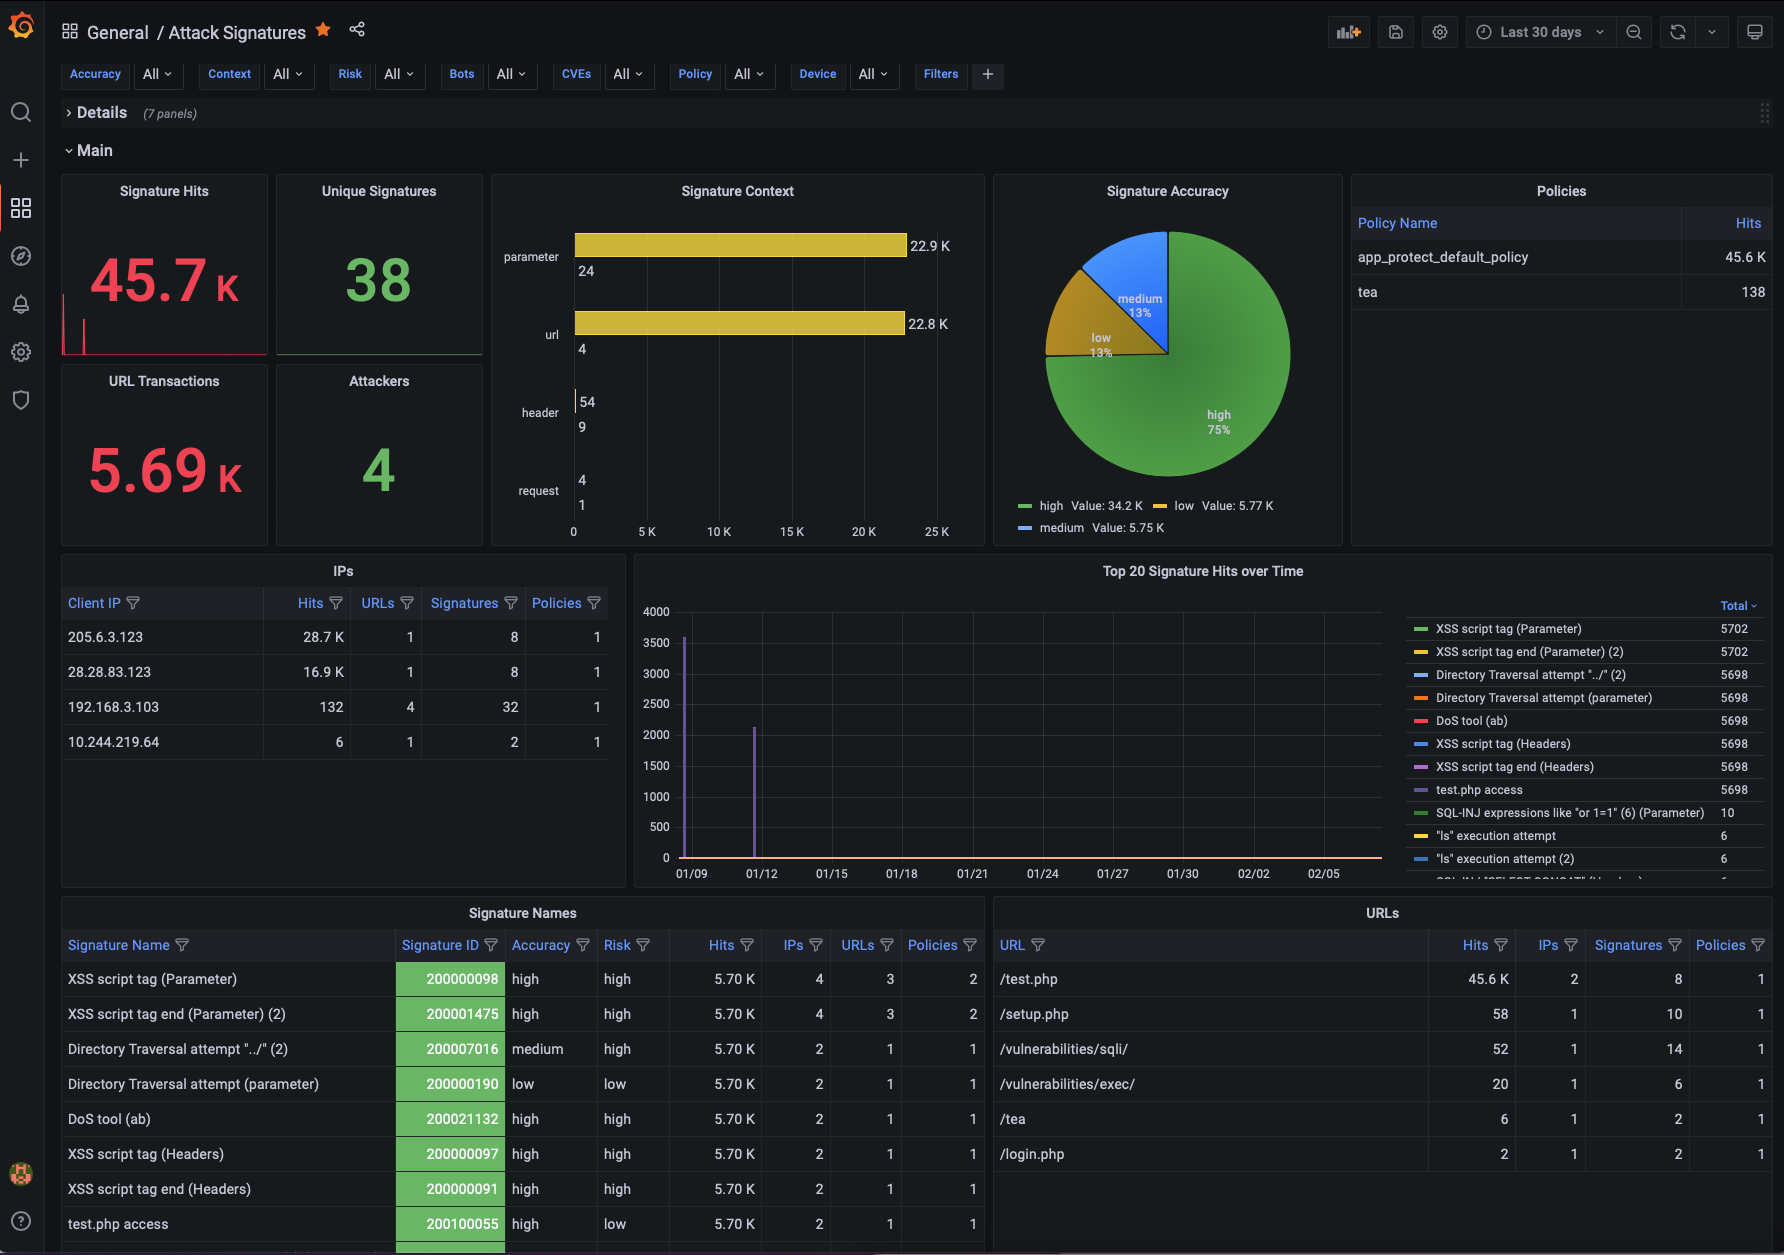 General / Attack Signatures
Last 30 days
Accuracy All Context All Risk All Bots All CVEs All Policy All Device All Filters +
Details (7 panels)
Main
Signature Hits
45.7 K
Unique Signatures
38
URL Transactions
5.69 K
Attackers
4
Signature Context
parameter 22.9 K
24
url 22.8 K
4
header 54
9
request 4
1
0 5 K 10 K 15 K 20 K 25 K
Signature Accuracy
medium
13%
low
13%
high
75%
high Value: 34.2 K low Value: 5.77 K
medium Value: 5.75 K
Policies
Policy Name Hits
app_protect_default_policy 45.6 K
tea 138
IPs
Client IP Hits URLs Signatures Policies
205.6.3.123 28.7 K 1 8 1
28.28.83.123 16.9 K 1 8 1
192.168.3.103 132 4 32 1
10.244.219.64 6 1 2 1
Top 20 Signature Hits over Time
4000
3500
3000
2500
2000
1500
1000
500
0
01/09 01/12 01/15 01/18 01/21 01/24 01/27 01/30 02/02 02/05
Total
XSS script tag (Parameter) 5702
XSS script tag end (Parameter) (2) 5702
Directory Traversal attempt "../" (2) 5698
Directory Traversal attempt (parameter) 5698
DoS tool (ab) 5698
XSS script tag (Headers) 5698
XSS script tag end (Headers) 5698
test.php access 5698
SQL-INJ expressions like "or 1=1" (6) (Parameter) 10
"ls" execution attempt 6
"ls" execution attempt (2) 6
Signature Names
Signature Name Signature ID Accuracy Risk Hits IPs URLs Policies
XSS script tag (Parameter) 200000098 high high 5.70 K 4 3 2
XSS script tag end (Parameter) (2) 200001475 high high 5.70 K 4 3 2
Directory Traversal attempt "../" (2) 200007016 medium high 5.70 K 2 1 1
Directory Traversal attempt (parameter) 200000190 low low 5.70 K 2 1 1
DoS tool (ab) 200021132 high high 5.70 K 2 1 1
XSS script tag (Headers) 200000097 high high 5.70 K 2 1 1
XSS script tag end (Headers) 200000091 high high 5.70 K 2 1 1
test.php access 200100055 high low 5.70 K 2 1 1
URLs
URL Hits IPs Signatures Policies
/test.php 45.6 K 2 8 1
/setup.php 58 1 10 1
/vulnerabilities/sqli/ 52 1 14 1
/vulnerabilities/exec/ 20 1 6 1
/tea 6 1 2 1
/login.php 2 1 2 1